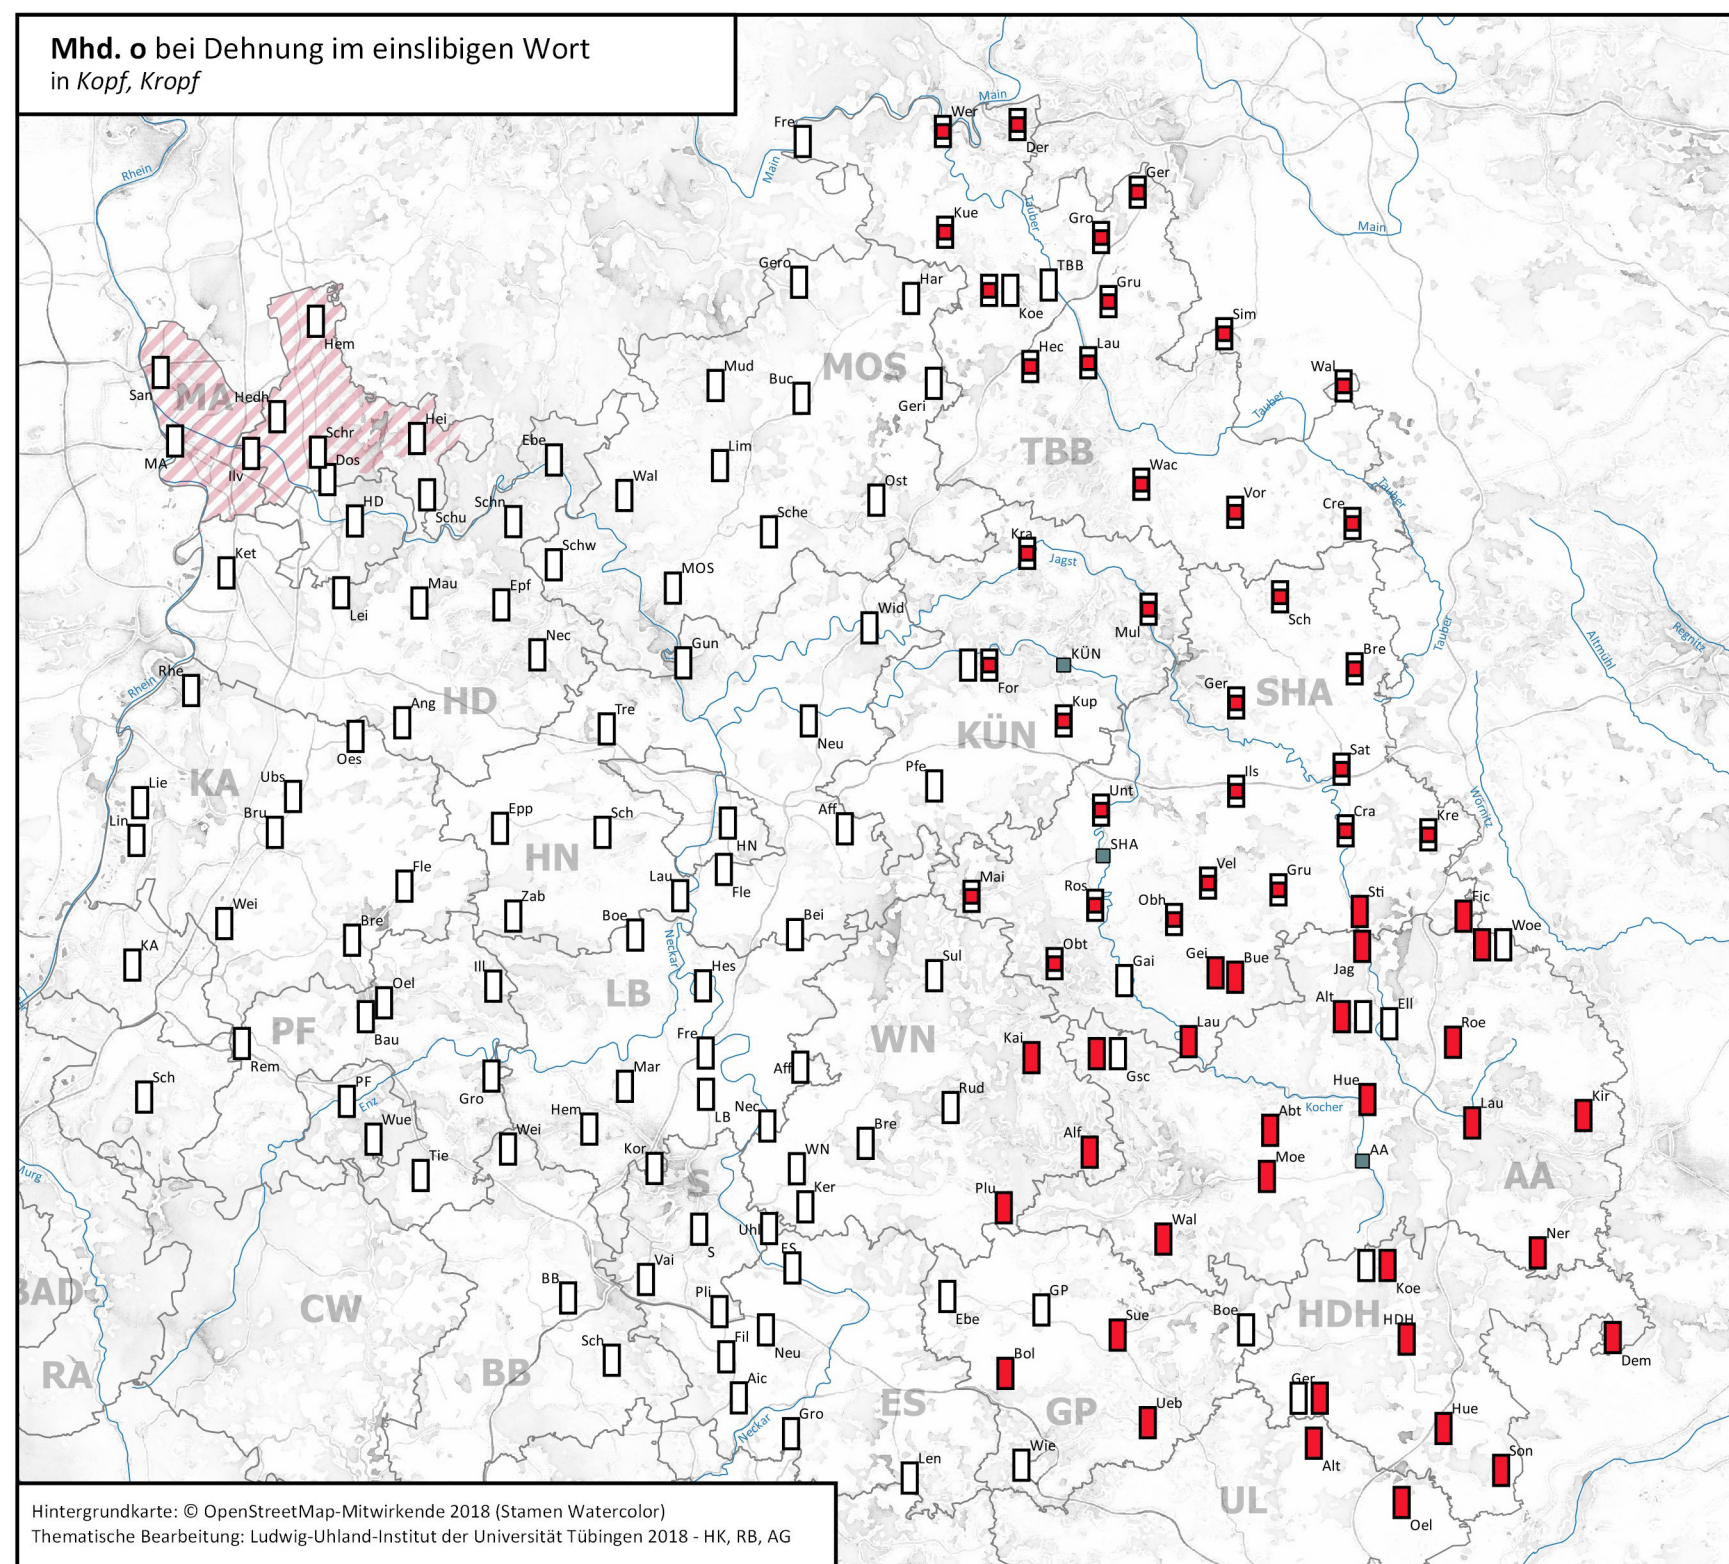 Mhd. o bei Dehnung im einslibigen Wort
in Kopf, Kropf
Main
Wer
Fre
Der
Rhein
Main
Ger
Kue
Tauber
Gro
Main
Gero
Har
TBB
Koe
Gru
Hem
Sim
Hec
Lau
Mud
Buc
MOS
Geri
Wal
San
MA
Hedh
Hei
Tauber
MA
Ilv
Schr
Dos
Ebe
Lim
TBB
HD
Schu
Schn
Wal
Ost
Wac
Vor
Cre
Tauber
Sche
Schw
Kra
Jagst
Ket
Lei
Mau
Epf
MOS
Wid
Mul
Sch
Tauber
Altmühl
Regnitz
Nec
Gun
KÜN
Bre
Rhe
Rhein
For
Ger
SHA
HD
Ang
Tre
Neu
KÜN
Kup
Oes
Sat
KA
Lie
Ubs
Pfe
Ils
Wörnitz
Lin
Bru
Epp
Sch
HN
Aff
Unt
Cra
Kre
HN
SHA
Fle
Lau
Fle
Mai
Ros
Vel
Gru
Sti
Fic
Wei
Zab
Bre
Boe
Bei
Obh
Woe
KA
Neckar
Sul
Obt
Gai
Gei
Bue
Jag
Ill
Oel
LB
Hes
Alt
Ell
PF
Bau
Fre
WN
Kai
Lau
Roe
Rem
Sch
Aff
Gsc
PF
Enz
Gro
Mar
LB
Nec
Rud
Hue
Kocher
Lau
Kir
Wue
Hem
Wei
Bre
Abt
Tie
Kor
WN
Alf
Moe
AA
AA
Murg
S
Ker
Plu
Uhl
S
ES
Wal
Ner
BAD
CW
BB
Vai
Pli
Ebe
GP
Sue
Boe
HDH
Koe
HDH
RA
BB
Sch
Fil
Neu
Bol
Dem
Aic
ES
GP
Ueb
Ger
Hue
Neckar
Gro
Len
Wie
Alt
Son
UL
Oel
Hintergrundkarte: © OpenStreetMap-Mitwirkende 2018 (Stamen Watercolor)
Thematische Bearbeitung: Ludwig-Uhland-Institut der Universität Tübingen 2018 - HK, RB, AG